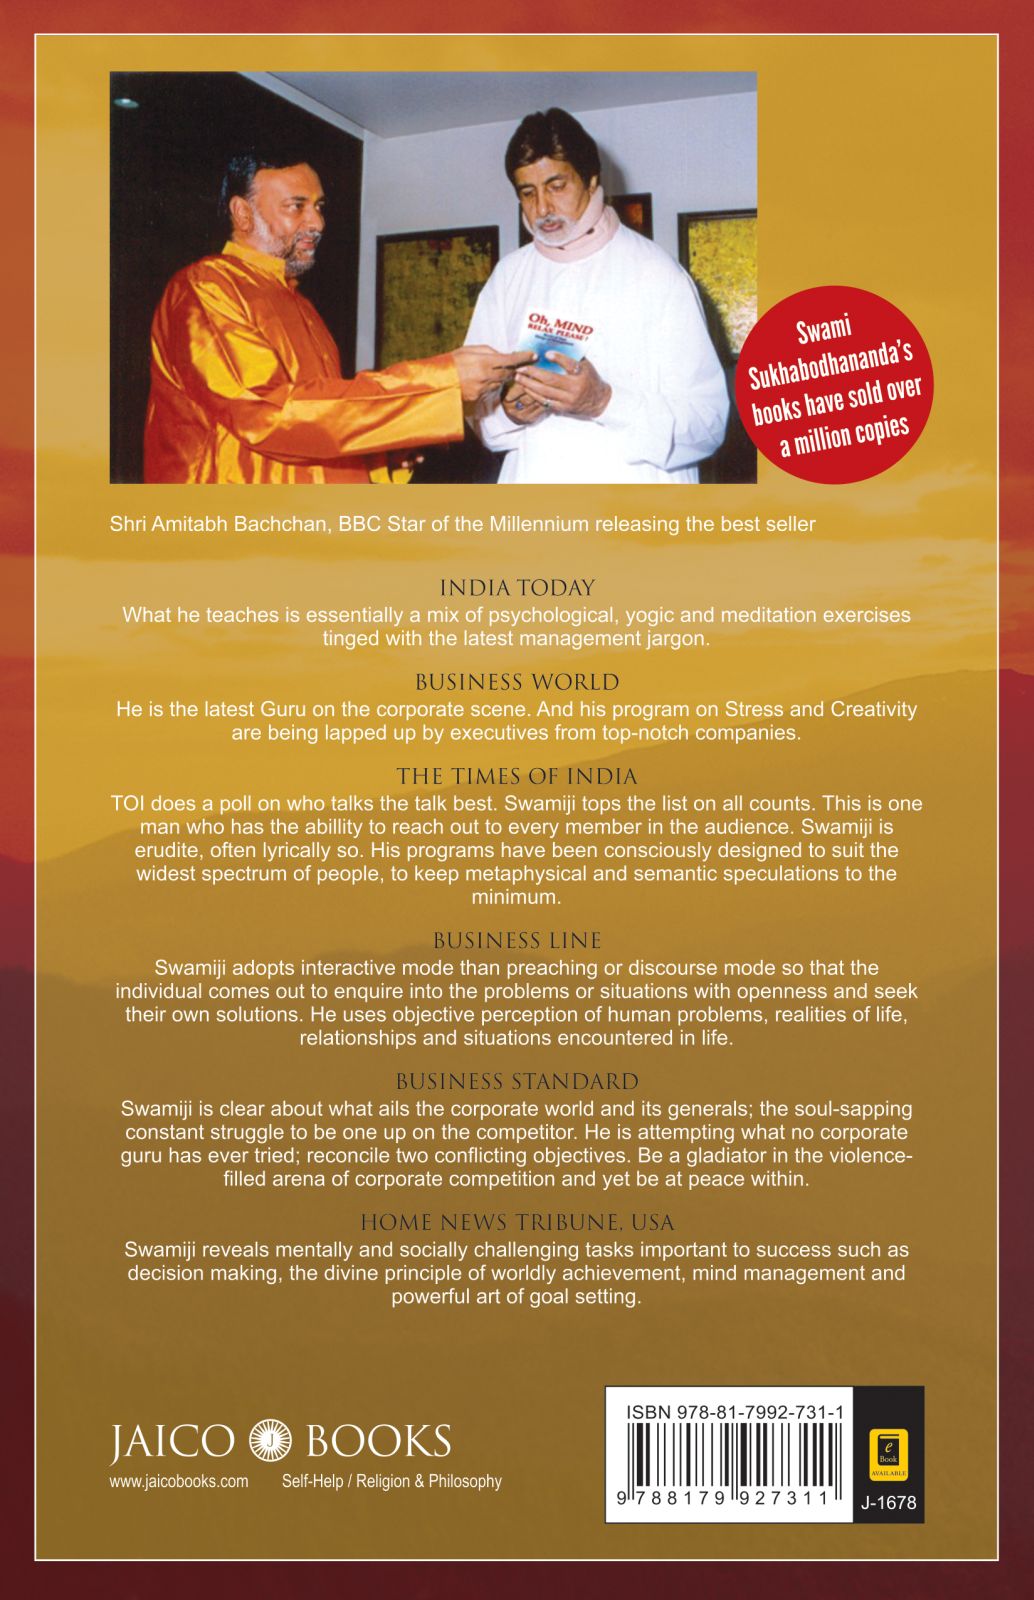 Oh, MIND
RELAX PLEASE!
Swami
Sukhabodhananda's
books have sold over
a million copies
Shri Amitabh Bachchan, BBC Star of the Millennium releasing the best seller
INDIA TODAY
What he teaches is essentially a mix of psychological, yogic and meditation exercises
tinged with the latest management jargon.
BUSINESS WORLD
He is the latest Guru on the corporate scene. And his program on Stress and Creativity
are being lapped up by executives from top-notch companies.
THE TIMES OF INDIA
TOI does a poll on who talks the talk best. Swamiji tops the list on all counts. This is one
man who has the abillity to reach out to every member in the audience. Swamiji is
erudite, often lyrically so. His programs have been consciously designed to suit the
widest spectrum of people, to keep metaphysical and semantic speculations to the
minimum.
BUSINESS LINE
Swamiji adopts interactive mode than preaching or discourse mode so that the
individual comes out to enquire into the problems or situations with openness and seek
their own solutions. He uses objective perception of human problems, realities of life,
relationships and situations encountered in life.
BUSINESS STANDARD
Swamiji is clear about what ails the corporate world and its generals; the soul-sapping
constant struggle to be one up on the competitor. He is attempting what no corporate
guru has ever tried; reconcile two conflicting objectives. Be a gladiator in the violence-
filled arena of corporate competition and yet be at peace within.
HOME NEWS TRIBUNE, USA
Swamiji reveals mentally and socially challenging tasks important to success such as
decision making, the divine principle of worldly achievement, mind management and
powerful art of goal setting.
JAICO J BOOKS
www.jaicobooks.com Self-Help / Religion & Philosophy
ISBN 978-81-7992-731-1
9 788179 927311
e
Book
AVAILABLE
J-1678